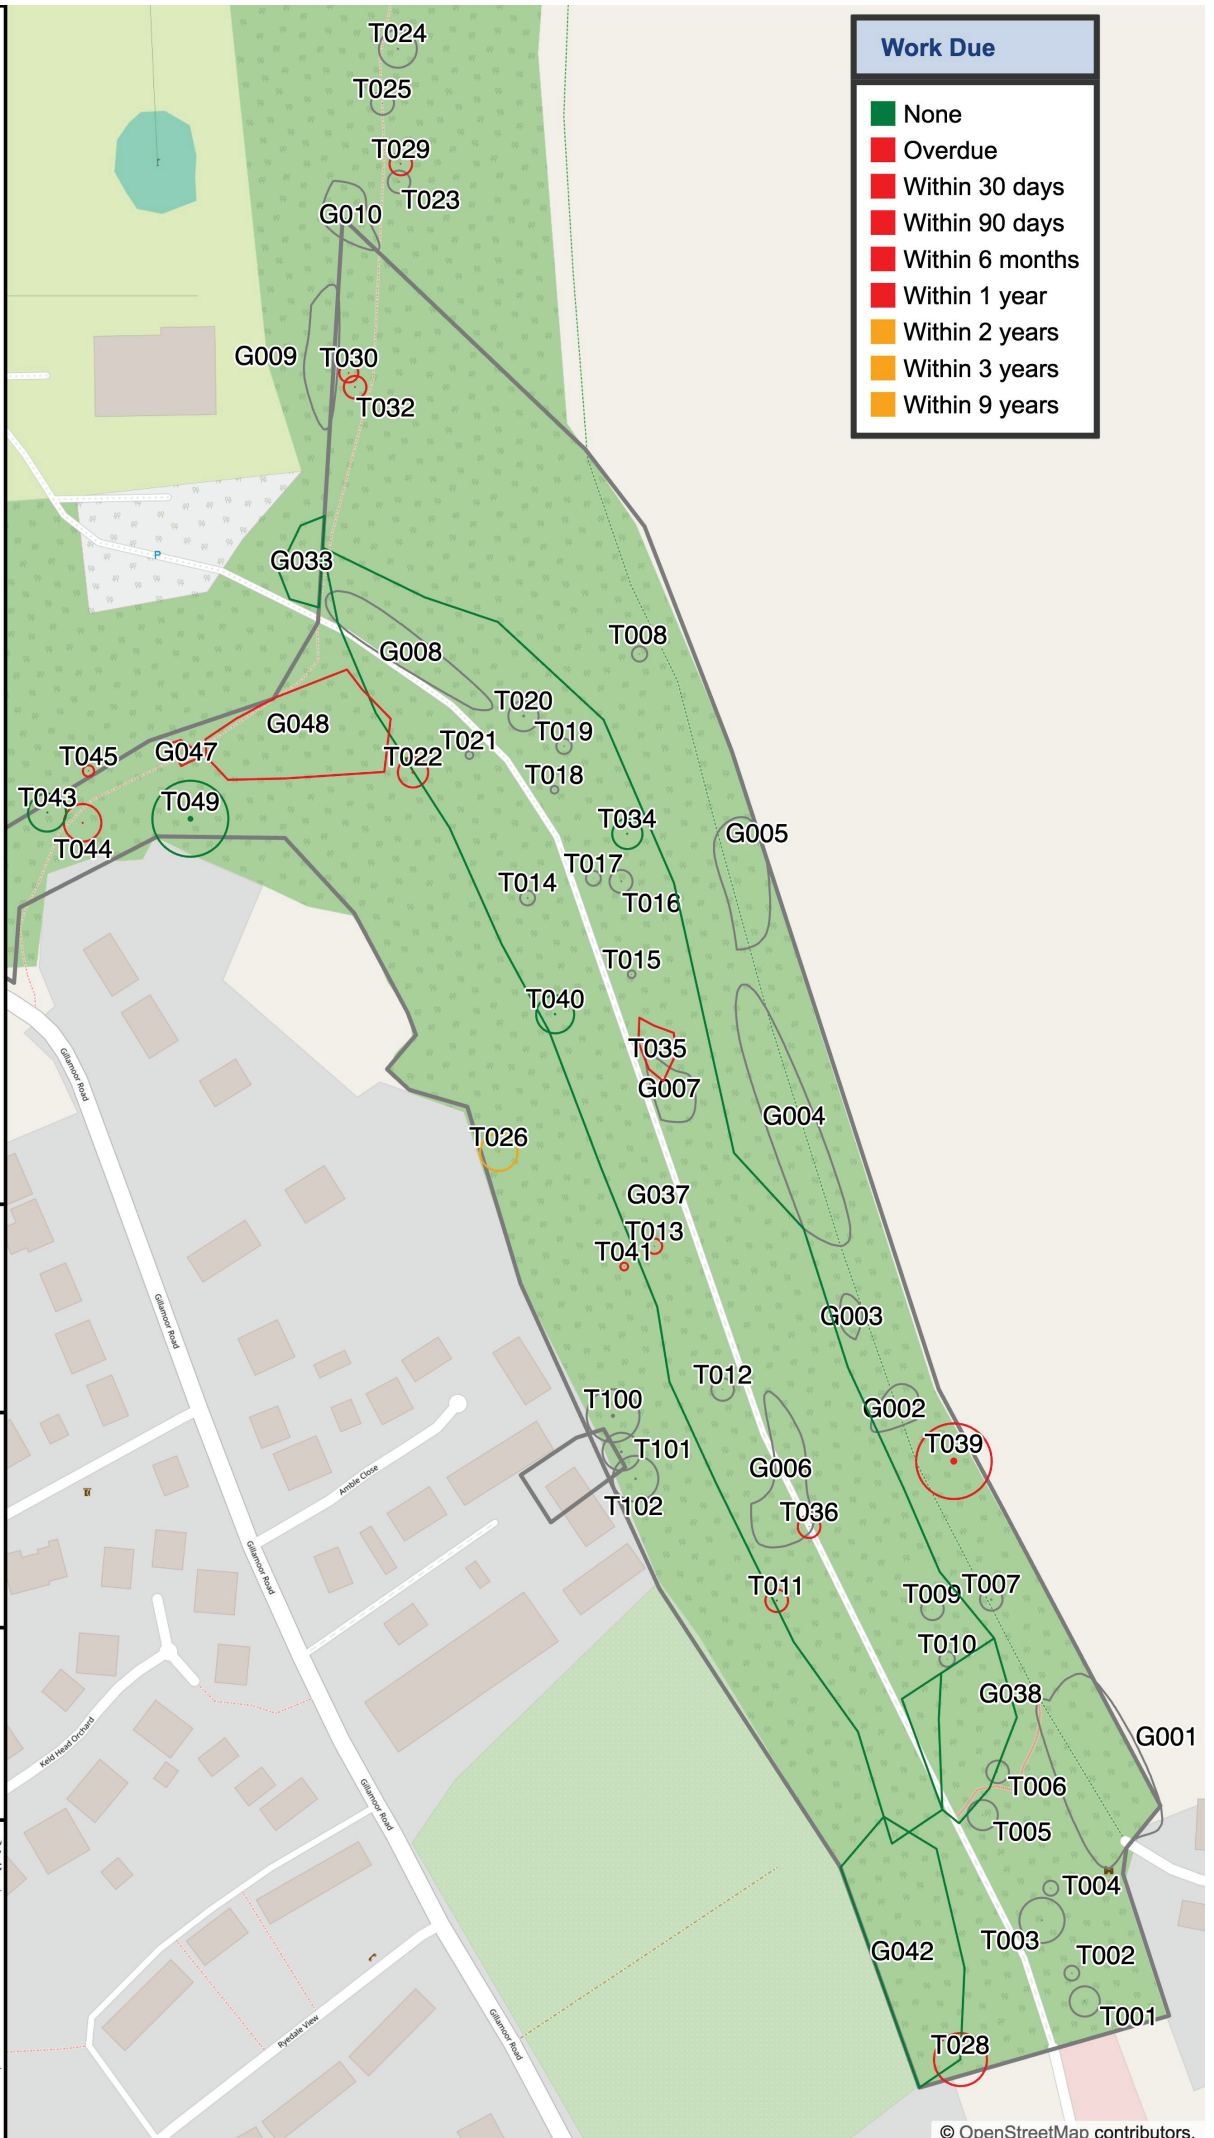 Work Due
None
Overdue
Within 30 days
Within 90 days
Within 6 months
Within 1 year
Within 2 years
Within 3 years
Within 9 years
T024
T025
T029
T023
G010
G009
T030
T032
P
G033
G008
T008
T020
T019
T021
T018
G048
G047
T022
T045
T043
T044
T049
T034
G005
T017
T016
T014
T015
T040
T035
G007
G004
Gillamoor Road
T026
G037
T013
T041
G003
Gillamoor Road
T012
G002
T100
T101
T102
T039
G006
T036
Amble Close
Gillamoor Road
T011
T009
T007
T010
G038
G001
T006
T005
Keld Head Orchard
Gillamoor Road
T004
T003
T002
T001
G042
T028
Ryedale View
Gillamoor Road
© OpenStreetMap contributors.